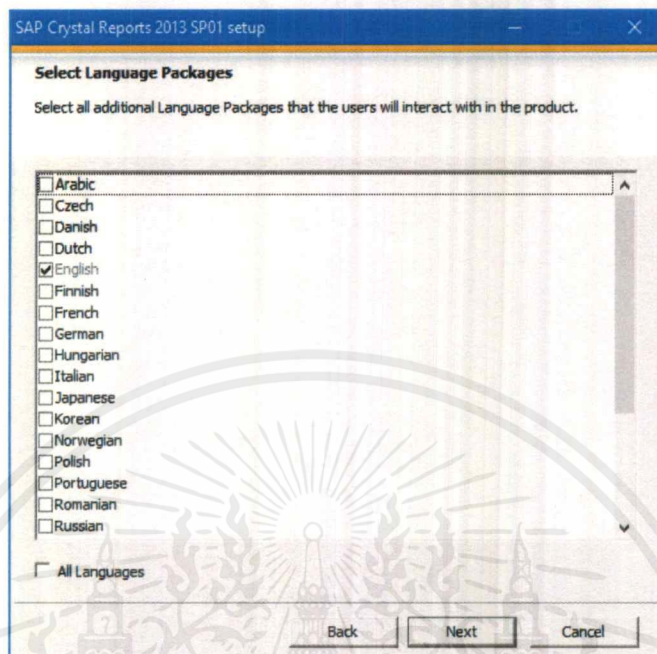 SAP Crystal Reports 2013 SP01 setup
Select Language Packages
Select all additional Language Packages that the users will interact with in the product.
Arabic
Czech
Danish
Dutch
English
Finnish
French
German
Hungarian
Italian
Japanese
Korean
Norwegian
Polish
Portuguese
Romanian
Russian
All Languages
Back
Next
Cancel